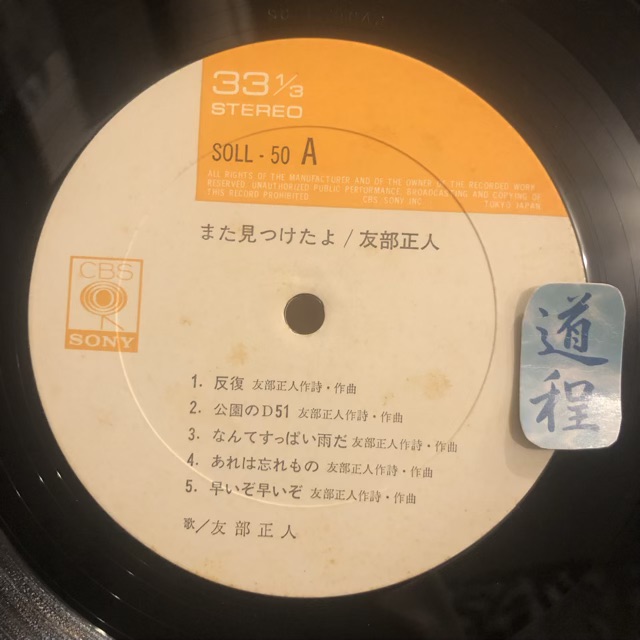 33 1/3
STEREO
SOLL - 50 A
ALL RIGHTS OF THE MANUFACTURER AND OF THE OWNER OF THE RECORDED WORK
RESERVED. UNAUTHORIZED PUBLIC PERFORMANCE, BROADCASTING AND COPYING OF
THIS RECORD PROHIBITED CBS SONY INC TOKYO JAPAN
また見つけたよ/友部正人
CBS
SONY
1. 反復 友部正人作詩・作曲
2. 公園のD51 友部正人作詩・作曲
3. なんてすっぱい雨だ 友部正人作詩・作曲
4. あれは忘れもの 友部正人作詩・作曲
5. 早いぞ早いぞ 友部正人作詩・作曲
歌/友部正人
道程